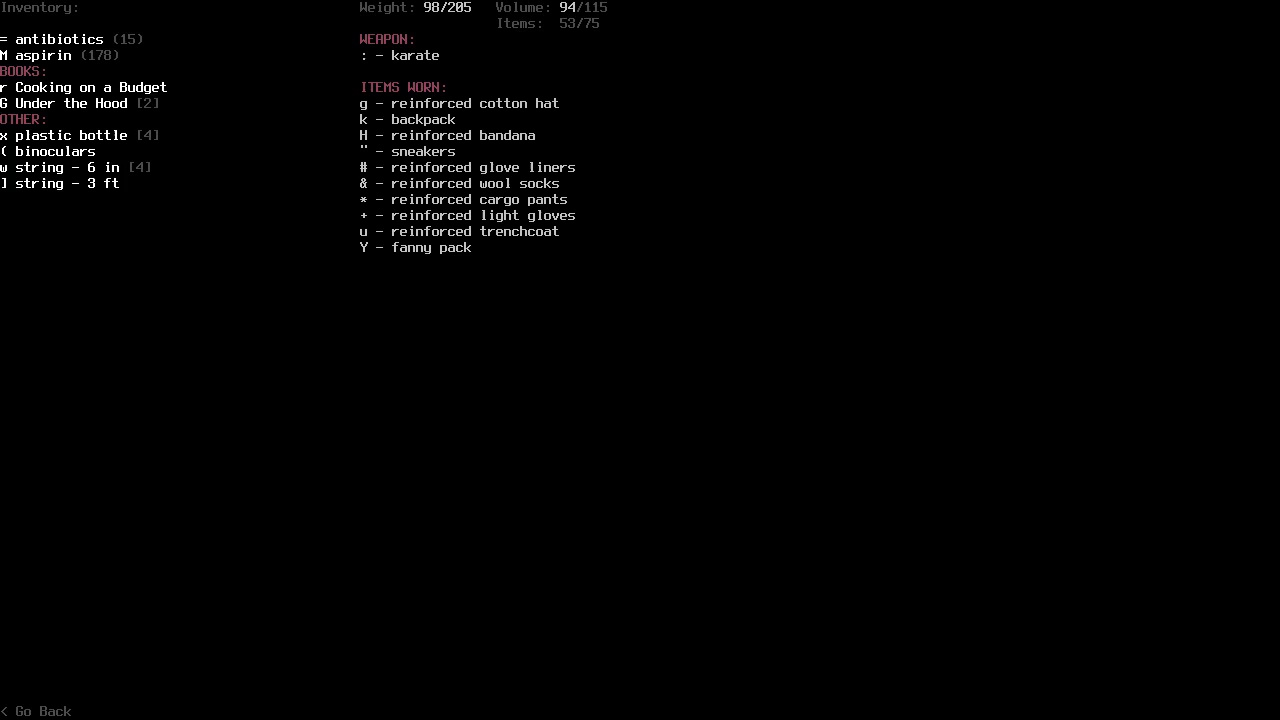 Inventory:
Weight: 98/205 Volume: 94/115
Items: 53/75
= antibiotics (15)
M aspirin (178)
BOOKS:
r Cooking on a Budget
G Under the Hood [2]
OTHER:
x plastic bottle [4]
( binoculars
w string - 6 in [4]
] string - 3 ft
WEAPON:
: - karate
ITEMS WORN:
g - reinforced cotton hat
k - backpack
H - reinforced bandana
" - sneakers
# - reinforced glove liners
& - reinforced wool socks
* - reinforced cargo pants
+ - reinforced light gloves
u - reinforced trenchcoat
Y - fanny pack
< Go Back